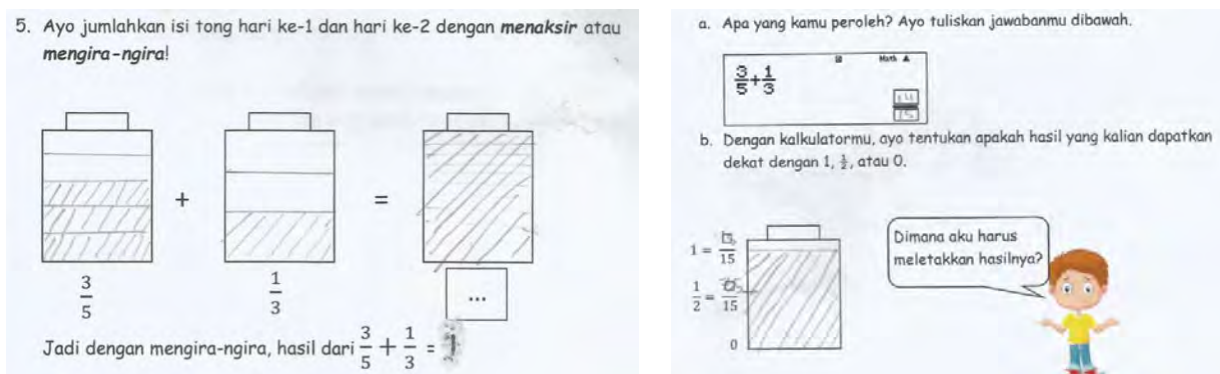 5. Ayo jumlahkan isi tong hari ke-1 dan hari ke-2 dengan menaksir atau
mengira-ngira!
+
=
3/5
1/3
...
Jadi dengan mengira-ngira, hasil dari 3/5 + 1/3 =
a. Apa yang kamu peroleh? Ayo tuliskan jawabanmu dibawah.
Math ▲
3/5+1/3
14/15
b. Dengan kalkulatormu, ayo tentukan apakah hasil yang kalian dapatkan
dekat dengan 1, 1/2, atau 0.
Dimana aku harus
meletakkan hasilnya?
1 = 15/15
1/2 = /15
0